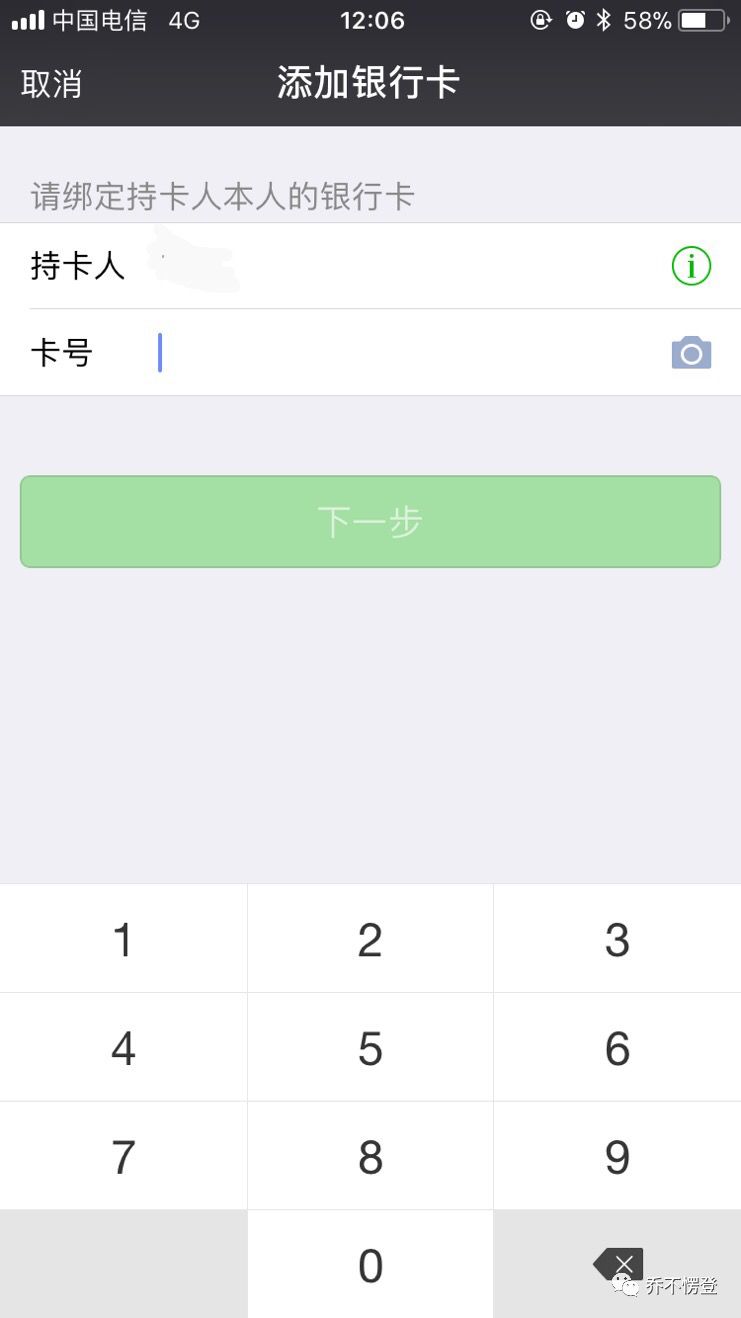 中国电信 4G 12:06 58%
取消 添加银行卡
请绑定持卡人本人的银行卡
持卡人
卡号
下一步
1 2 3
4 5 6
7 8 9
0
乔不愣登